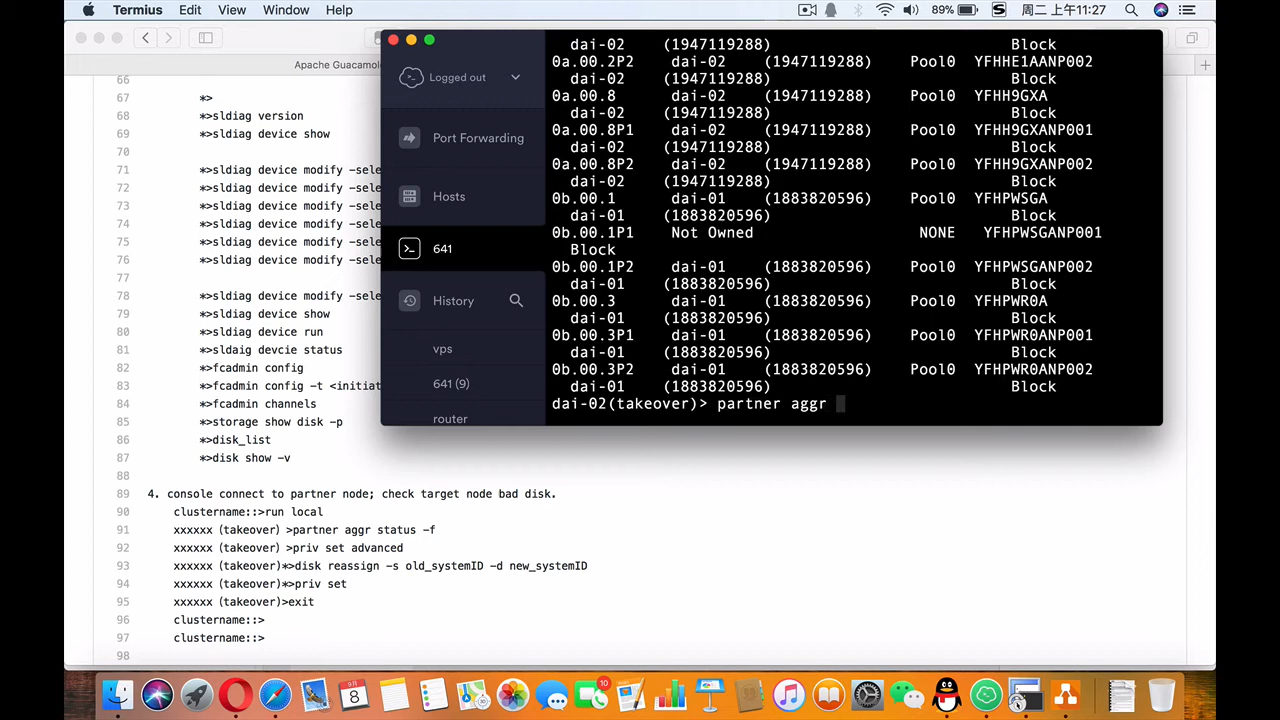 Termius Edit View Window Help 89% 周二 上午11:27
Apache Guacamol
66
67 *>
68 *>sldiag version
69 *>sldiag device show
70
71 *>sldiag device modify -sele
72 *>sldiag device modify -sele
73 *>sldiag device modify -sele
74 *>sldiag device modify -sele
75 *>sldiag device modify -sele
76 *>sldiag device modify -sele
78 *>sldiag device modify -sele
79 *>sldiag device show
80 *>sldiag device run
81 *>sldaig devcie status
82 *>fcadmin config
83 *>fcadmin config -t <initiat
84 *>fcadmin channels
85 *>storage show disk -p
86 *>disk_list
87 *>disk show -v
88
89 4. console connect to partner node; check target node bad disk.
90 clustername::>run local
91 xxxxxx (takeover) >partner aggr status -f
92 xxxxxx (takeover) >priv set advanced
93 xxxxxx (takeover)*>disk reassign -s old_systemID -d new_systemID
94 xxxxxx (takeover)*>priv set
95 xxxxxx (takeover)>exit
96 clustername::>
97 clustername::>
98
Logged out
Port Forwarding
Hosts
641
History
vps
641 (9)
router
dai-02 (1947119288) Block
0a.00.2P2 dai-02 (1947119288) Pool0 YFHHE1AANP002
dai-02 (1947119288) Block
0a.00.8 dai-02 (1947119288) Pool0 YFHH9GXA
dai-02 (1947119288) Block
0a.00.8P1 dai-02 (1947119288) Pool0 YFHH9GXANP001
dai-02 (1947119288) Block
0a.00.8P2 dai-02 (1947119288) Pool0 YFHH9GXANP002
dai-02 (1947119288) Block
0b.00.1 dai-01 (1883820596) Pool0 YFHPWSGA
dai-01 (1883820596) Block
0b.00.1P1 Not Owned NONE YFHPWSGANP001
Block
0b.00.1P2 dai-01 (1883820596) Pool0 YFHPWSGANP002
dai-01 (1883820596) Block
0b.00.3 dai-01 (1883820596) Pool0 YFHPWR0A
dai-01 (1883820596) Block
0b.00.3P1 dai-01 (1883820596) Pool0 YFHPWR0ANP001
dai-01 (1883820596) Block
0b.00.3P2 dai-01 (1883820596) Pool0 YFHPWR0ANP002
dai-01 (1883820596) Block
dai-02(takeover)> partner aggr
10